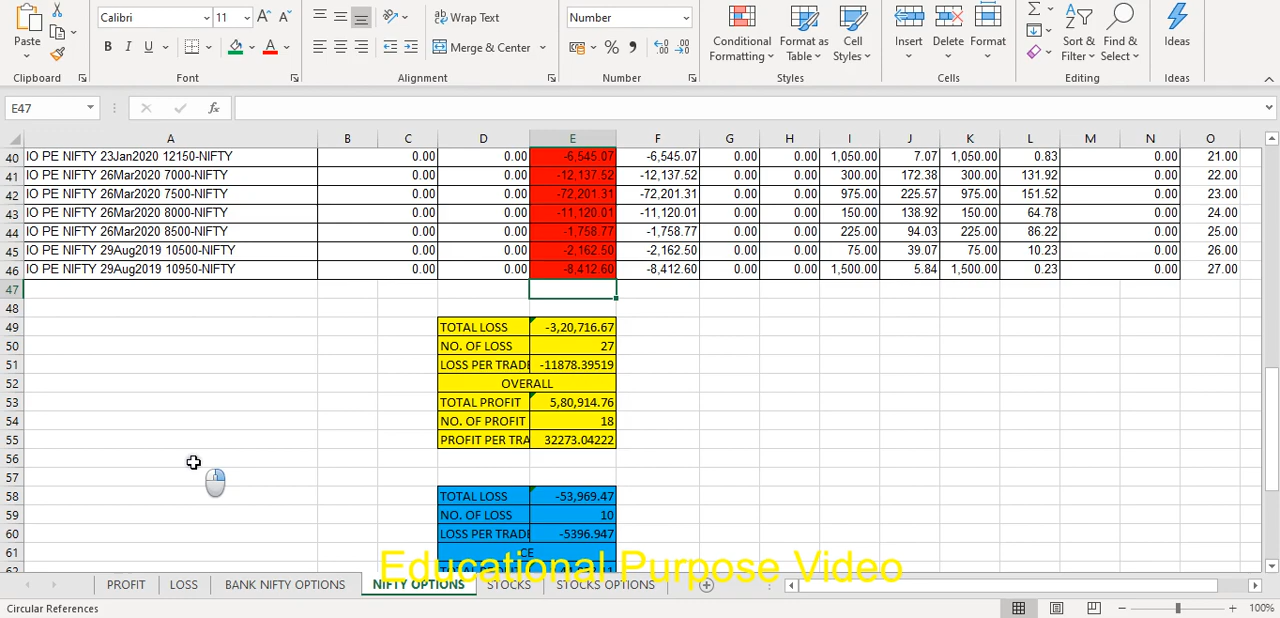 Calibri 11 Wrap Text Number
Paste B I U Merge & Center % , Conditional Formatting Format as Table Cell Styles Insert Delete Format Sort & Filter Find & Select Ideas
Clipboard Font Alignment Number Styles Cells Editing Ideas
E47 fx
A B C D E F G H I J K L M N O
40 IO PE NIFTY 23Jan2020 12150-NIFTY 0.00 0.00 -6,545.07 -6,545.07 0.00 0.00 1,050.00 7.07 1,050.00 0.83 0.00 21.00
41 IO PE NIFTY 26Mar2020 7000-NIFTY 0.00 0.00 -12,137.52 -12,137.52 0.00 0.00 300.00 172.38 300.00 131.92 0.00 22.00
42 IO PE NIFTY 26Mar2020 7500-NIFTY 0.00 0.00 -72,201.31 -72,201.31 0.00 0.00 975.00 225.57 975.00 151.52 0.00 23.00
43 IO PE NIFTY 26Mar2020 8000-NIFTY 0.00 0.00 -11,120.01 -11,120.01 0.00 0.00 150.00 138.92 150.00 64.78 0.00 24.00
44 IO PE NIFTY 26Mar2020 8500-NIFTY 0.00 0.00 -1,758.77 -1,758.77 0.00 0.00 225.00 94.03 225.00 86.22 0.00 25.00
45 IO PE NIFTY 29Aug2019 10500-NIFTY 0.00 0.00 -2,162.50 -2,162.50 0.00 0.00 75.00 39.07 75.00 10.23 0.00 26.00
46 IO PE NIFTY 29Aug2019 10950-NIFTY 0.00 0.00 -8,412.60 -8,412.60 0.00 0.00 1,500.00 5.84 1,500.00 0.23 0.00 27.00
47
48
49 TOTAL LOSS -3,20,716.67
50 NO. OF LOSS 27
51 LOSS PER TRADE -11878.39519
52 OVERALL
53 TOTAL PROFIT 5,80,914.76
54 NO. OF PROFIT 18
55 PROFIT PER TRA 32273.04222
56
57
58 TOTAL LOSS -53,969.47
59 NO. OF LOSS 10
60 LOSS PER TRADE -5396.947
61 CE
Educational Purpose Video
PROFIT LOSS BANK NIFTY OPTIONS NIFTY OPTIONS STOCKS STOCKS OPTIONS
Circular References 100%